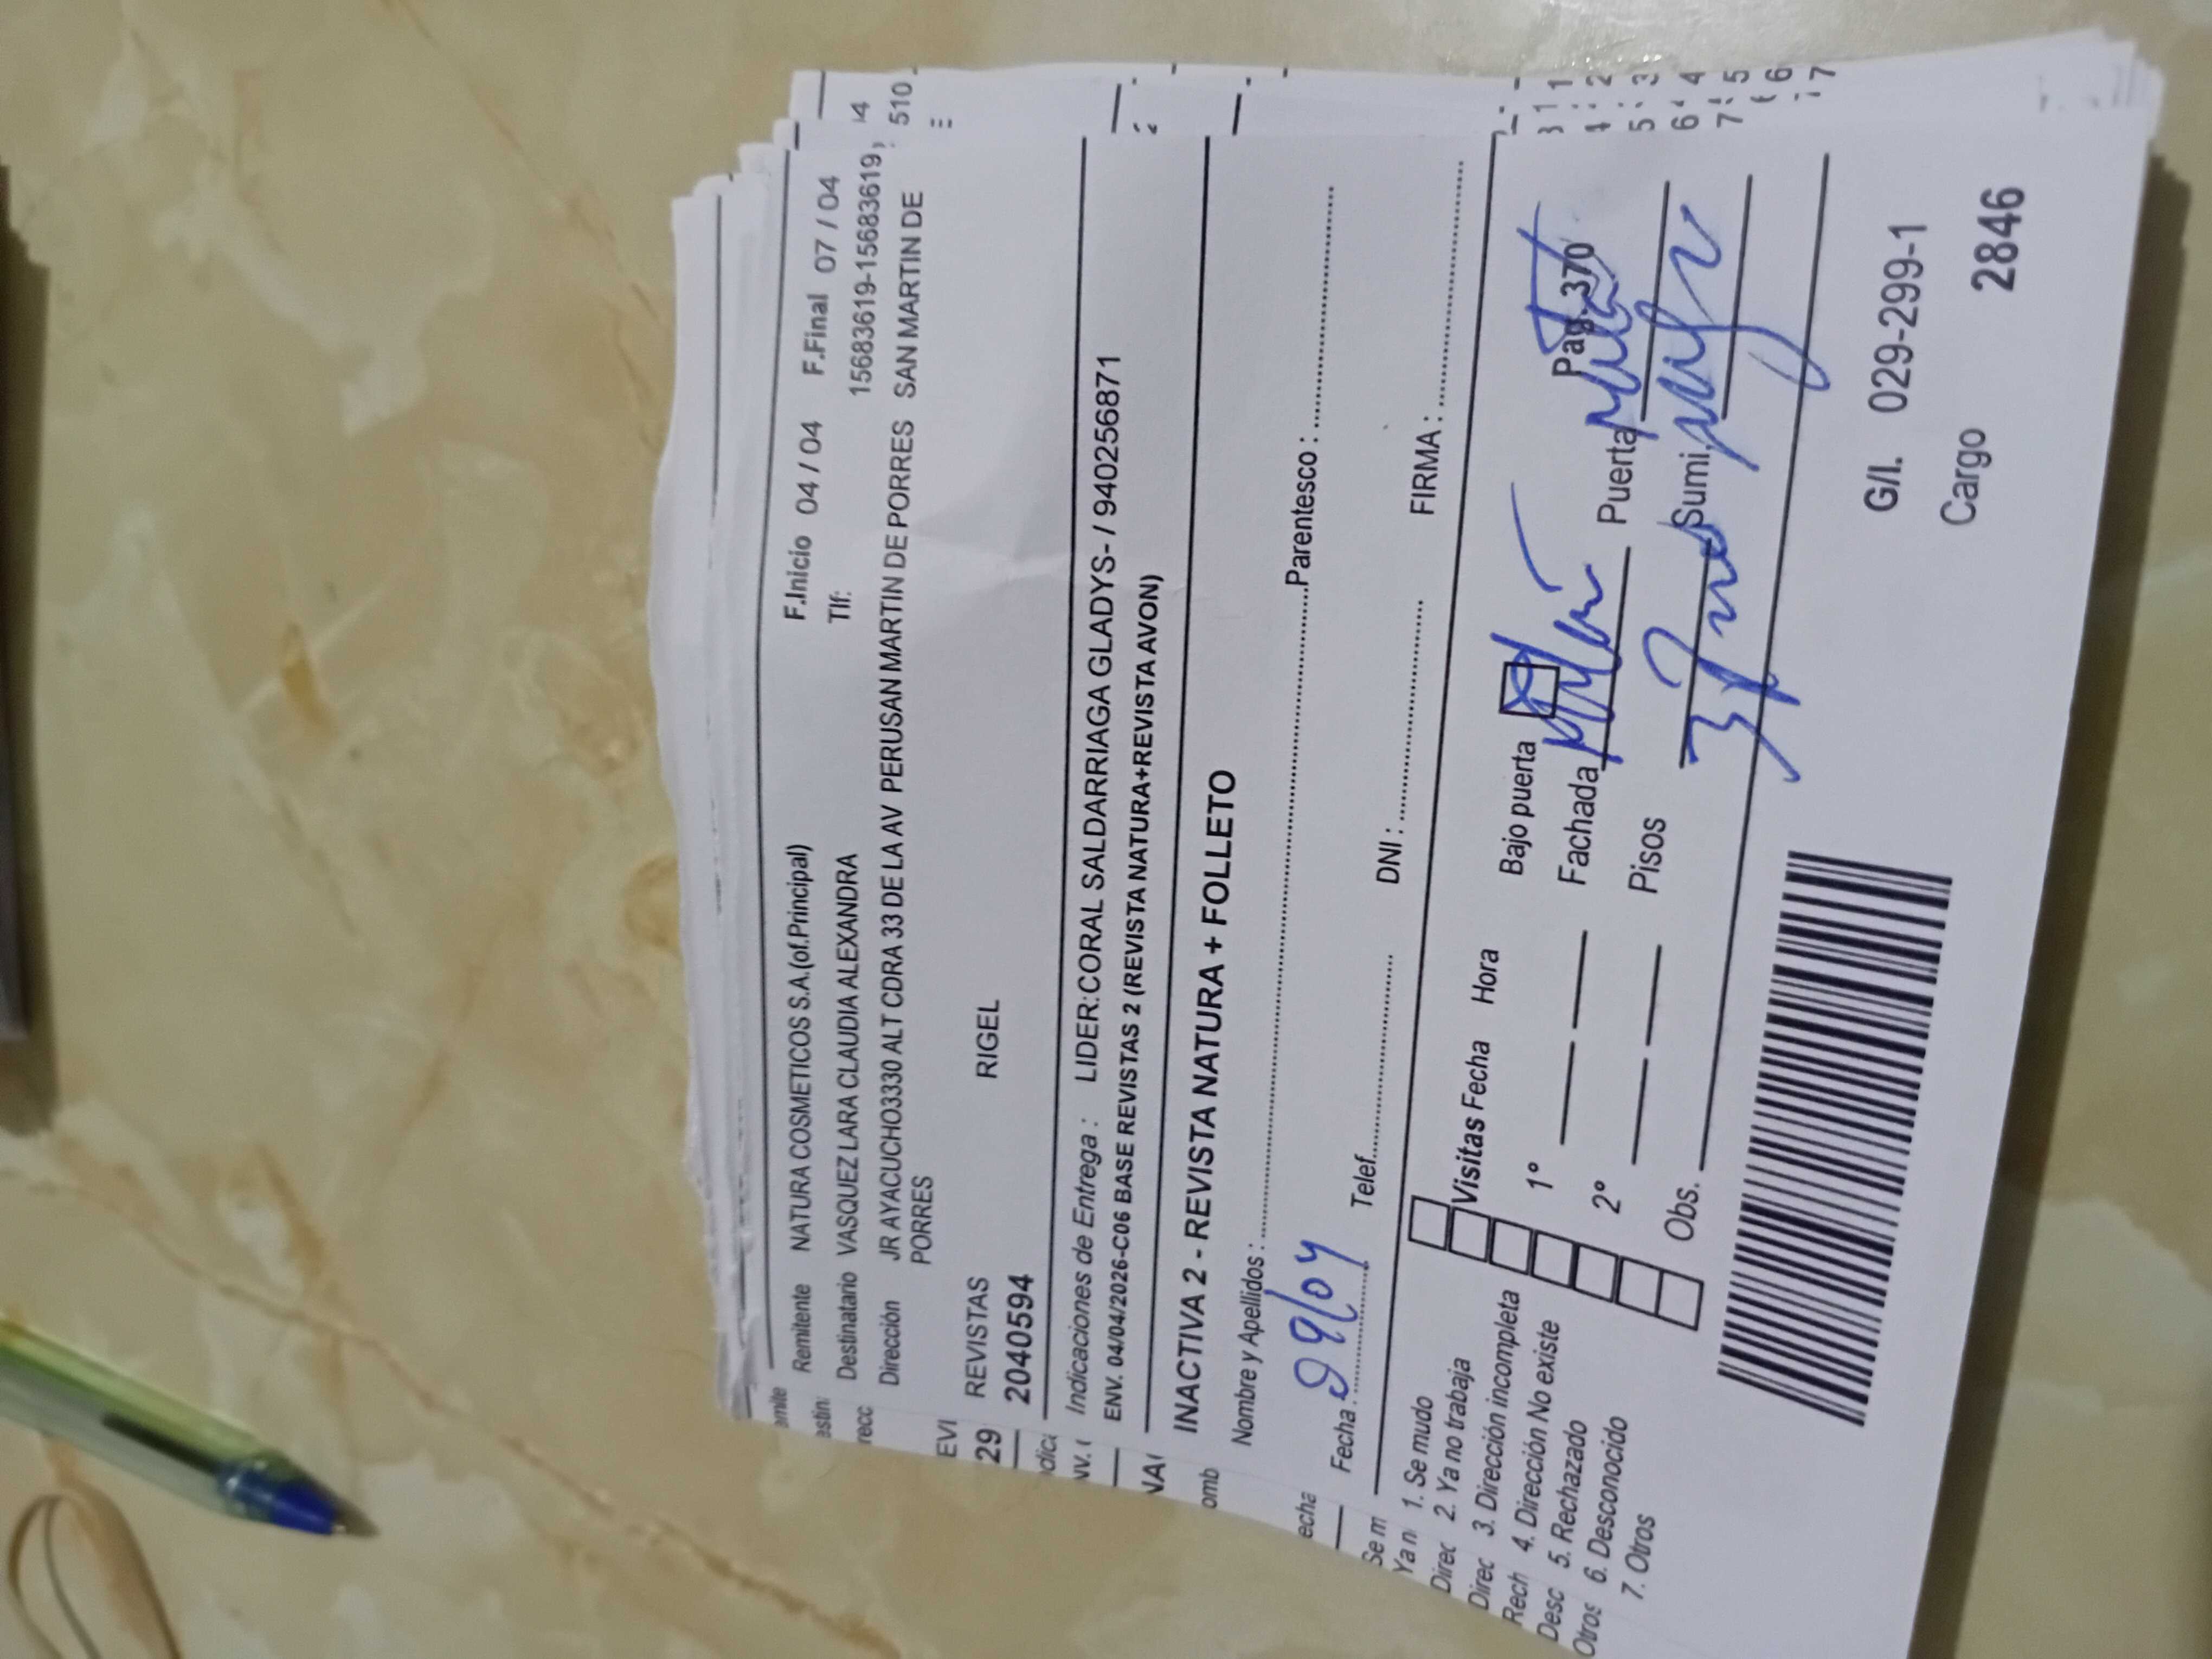 Remitente NATURA COSMETICOS S.A.(of.Principal) F.Inicio 04 / 04 F.Final 07 / 04
Destinatario VASQUEZ LARA CLAUDIA ALEXANDRA Tlf: 15683619-15683619,
Dirección JR AYACUCHO3330 ALT CDRA 33 DE LA AV PERUSAN MARTIN DE PORRES SAN MARTIN DE
PORRES
REVISTAS RIGEL
2040594
Indicaciones de Entrega : LIDER:CORAL SALDARRIAGA GLADYS- / 940256871
ENV. 04/04/2026-C06 BASE REVISTAS 2 (REVISTA NATURA+REVISTA AVON)
INACTIVA 2 - REVISTA NATURA + FOLLETO
Nombre y Apellidos : Parentesco :
Fecha : 09/04 Telef. DNI : FIRMA :
1. Se mudo
2. Ya no trabaja
3. Dirección incompleta
4. Dirección No existe
5. Rechazado
6. Desconocido
7. Otros
Visitas Fecha Hora
1º
2º
Obs.
Bajo puerta Pag-370
Fachada Puerta
Pisos 3 Sumi.
G/I. 029-299-1
Cargo 2846